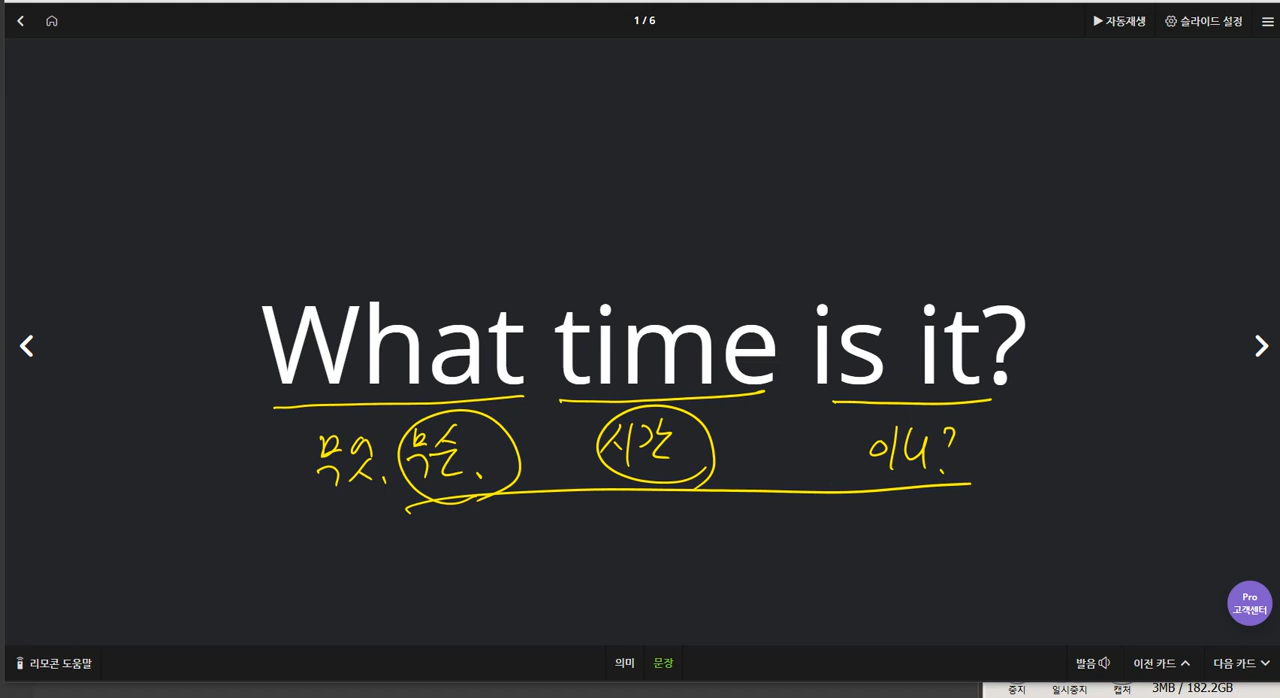 1 / 6
자동재생
슬라이드 설정
What time is it?
무엇, 무슨.
시간
이니?
Pro
고객센터
리모콘 도움말
의미
문장
발음
이전 카드
다음 카드
중지
일시중지
캡처
3MB / 182.2GB